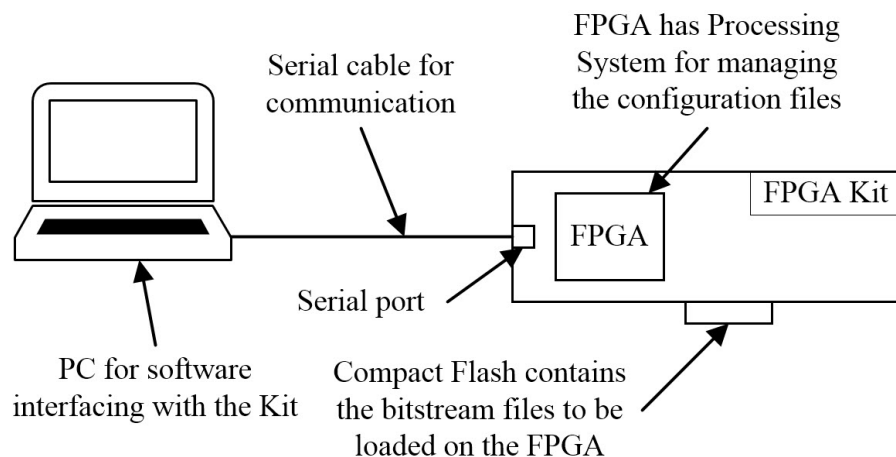 FPGA has Processing
System for managing
the configuration files
Serial cable for
communication
FPGA Kit
FPGA
Serial port
PC for software
interfacing with the Kit
Compact Flash contains
the bitstream files to be
loaded on the FPGA